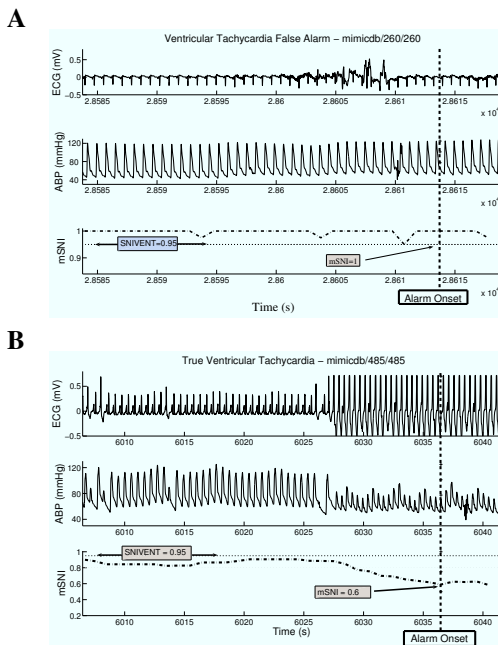 A
Ventricular Tachycardia False Alarm – mimicdb/260/260
ECG (mV)
0.5
0
−0.5
2.8585 2.859 2.8595 2.86 2.8605 2.861 2.8615
x 10
ABP (mmHg)
120
80
40
2.8585 2.859 2.8595 2.86 2.8605 2.861 2.8615
x 10
mSNI
1
0.9
SNIVENT=0.95
mSNI=1
2.8585 2.859 2.8595 2.86 2.8605 2.861 2.8615
x 10
Time (s)
Alarm Onset
B
True Ventricular Tachycardia – mimicdb/485/485
ECG (mV)
0.5
0
−0.5
6010 6015 6020 6025 6030 6035 6040
ABP (mmHg)
120
80
40
6010 6015 6020 6025 6030 6035 6040
mSNI
1
0.8
0.6
0.4
0.2
SNIVENT = 0.95
mSNI = 0.6
6010 6015 6020 6025 6030 6035 6040
Time (s)
Alarm Onset